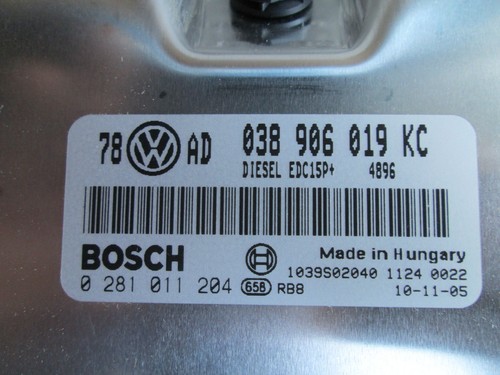 78 AD 038 906 019 KC
DIESEL EDC15P+ 4896
BOSCH Made in Hungary
1039S02040 1124 0022
0 281 011 204 658 RB8 10-11-05